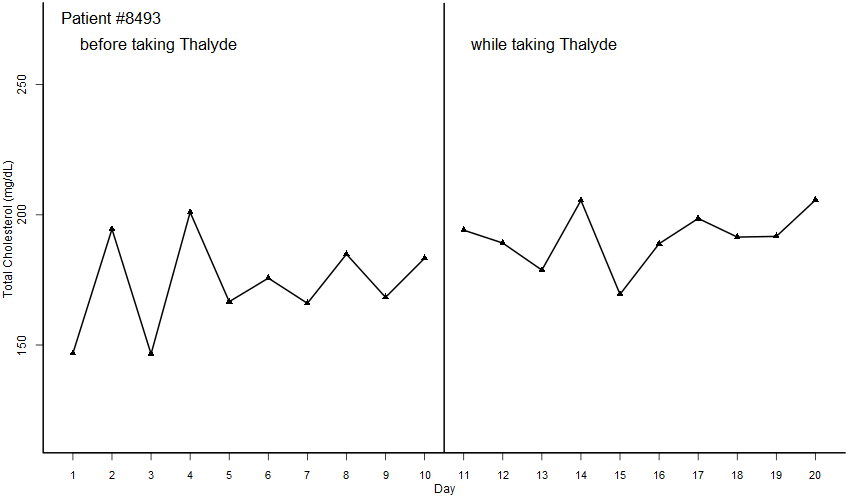 Patient #8493
before taking Thalyde
while taking Thalyde
250
200
150
Total Cholesterol (mg/dL)
1 2 3 4 5 6 7 8 9 10 11 12 13 14 15 16 17 18 19 20
Day